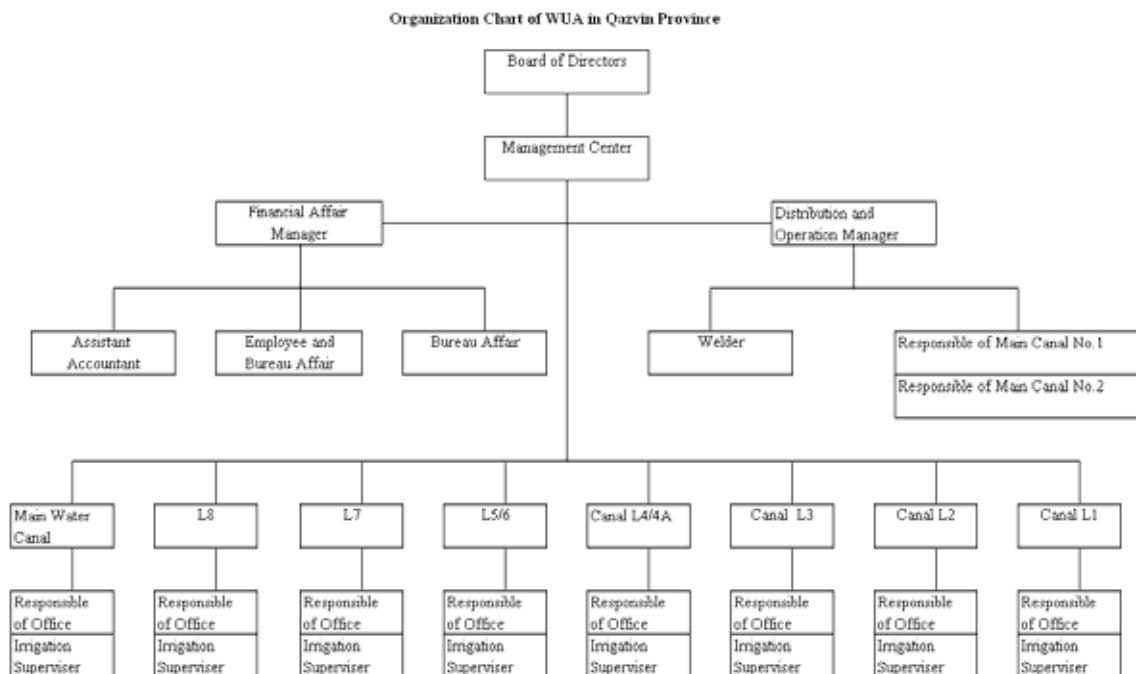 Organization Chart of WUA in Qazvin Province
Board of Directors
Management Center
Financial Affair
Manager
Distribution and
Operation Manager
Assistant
Accountant
Employee and
Bureau Affair
Bureau Affair
Welder
Responsible of Main Canal No.1
Responsible of Main Canal No.2
Main Water
Canal
L8
L7
L5/6
Canal L4/4A
Canal L3
Canal L2
Canal L1
Responsible
of Office
Irrigation
Superviser
Responsible
of Office
Irrigation
Superviser
Responsible
of Office
Irrigation
Superviser
Responsible
of Office
Irrigation
Superviser
Responsible
of Office
Irrigation
Superviser
Responsible
of Office
Irrigation
Superviser
Responsible
of Office
Irrigation
Superviser
Responsible
of Office
Irrigation
Superviser